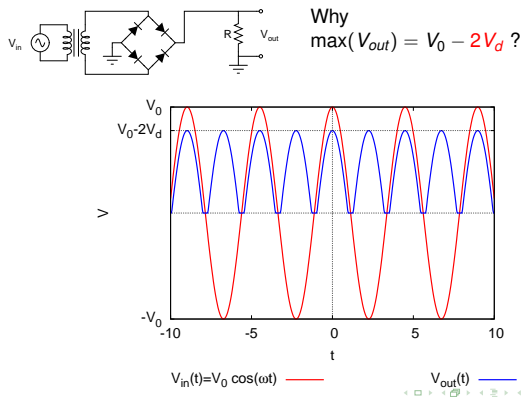 Why
max(Vout) = V0 − 2Vd ?
Vin
R
Vout
V0
V0-2Vd
V
-V0
-10
-5
0
5
10
t
Vin(t)=V0 cos(ωt)
Vout(t)